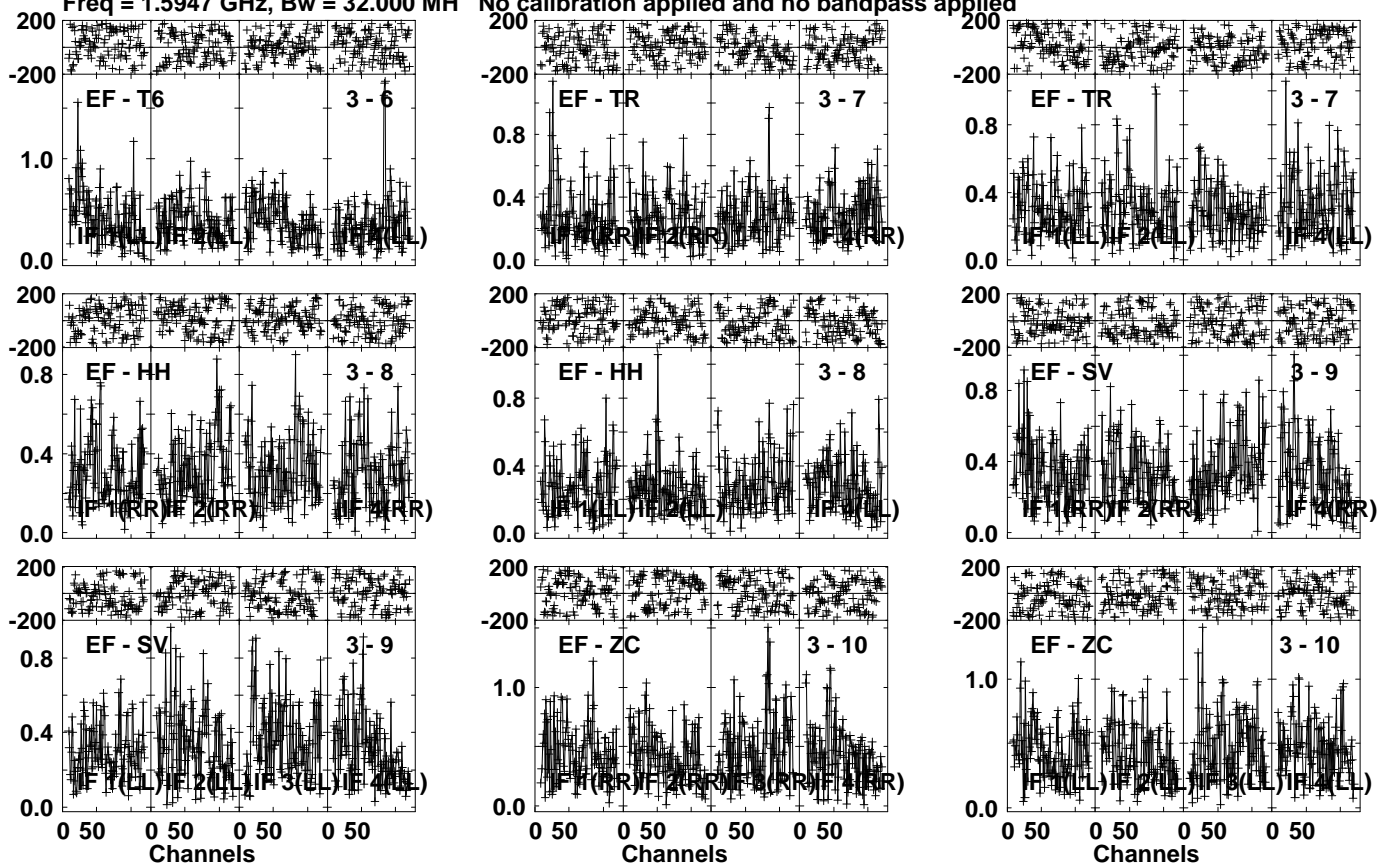 Freq = 1.5947 GHz, Bw = 32.000 MH No calibration applied and no bandpass applied
200 200 200
-200 -200 -200
EF - T6 3 - 6 EF - TR 3 - 7 EF - TR 3 - 7
1.0 0.8 0.8
0.4 0.4
IF 1(LL) IF 2(LL) IF 4(LL) IF 1(RR) IF 2(RR) IF 4(RR) IF 1(LL) IF 2(LL) IF 4(LL)
0.0 0.0 0.0
200 200 200
-200 -200 -200
EF - HH 3 - 8 EF - HH 3 - 8 EF - SV 3 - 9
0.8 0.8 0.8
0.4 0.4 0.4
IF 1(RR) IF 2(RR) IF 4(RR) IF 1(LL) IF 2(LL) IF 4(LL) IF 1(RR) IF 2(RR) IF 4(RR)
0.0 0.0 0.0
200 200 200
-200 -200 -200
EF - SV 3 - 9 EF - ZC 3 - 10 EF - ZC 3 - 10
0.8 1.0 1.0
0.4
IF 1(LL) IF 2(LL) IF 3(LL) IF 4(LL) IF 1(RR) IF 2(RR) IF 3(RR) IF 4(RR) IF 1(LL) IF 2(LL) IF 3(LL) IF 4(LL)
0.0 0.0 0.0
0 50 0 50 0 50 0 50 0 50 0 50 0 50 0 50 0 50 0 50 0 50 0 50
Channels Channels Channels